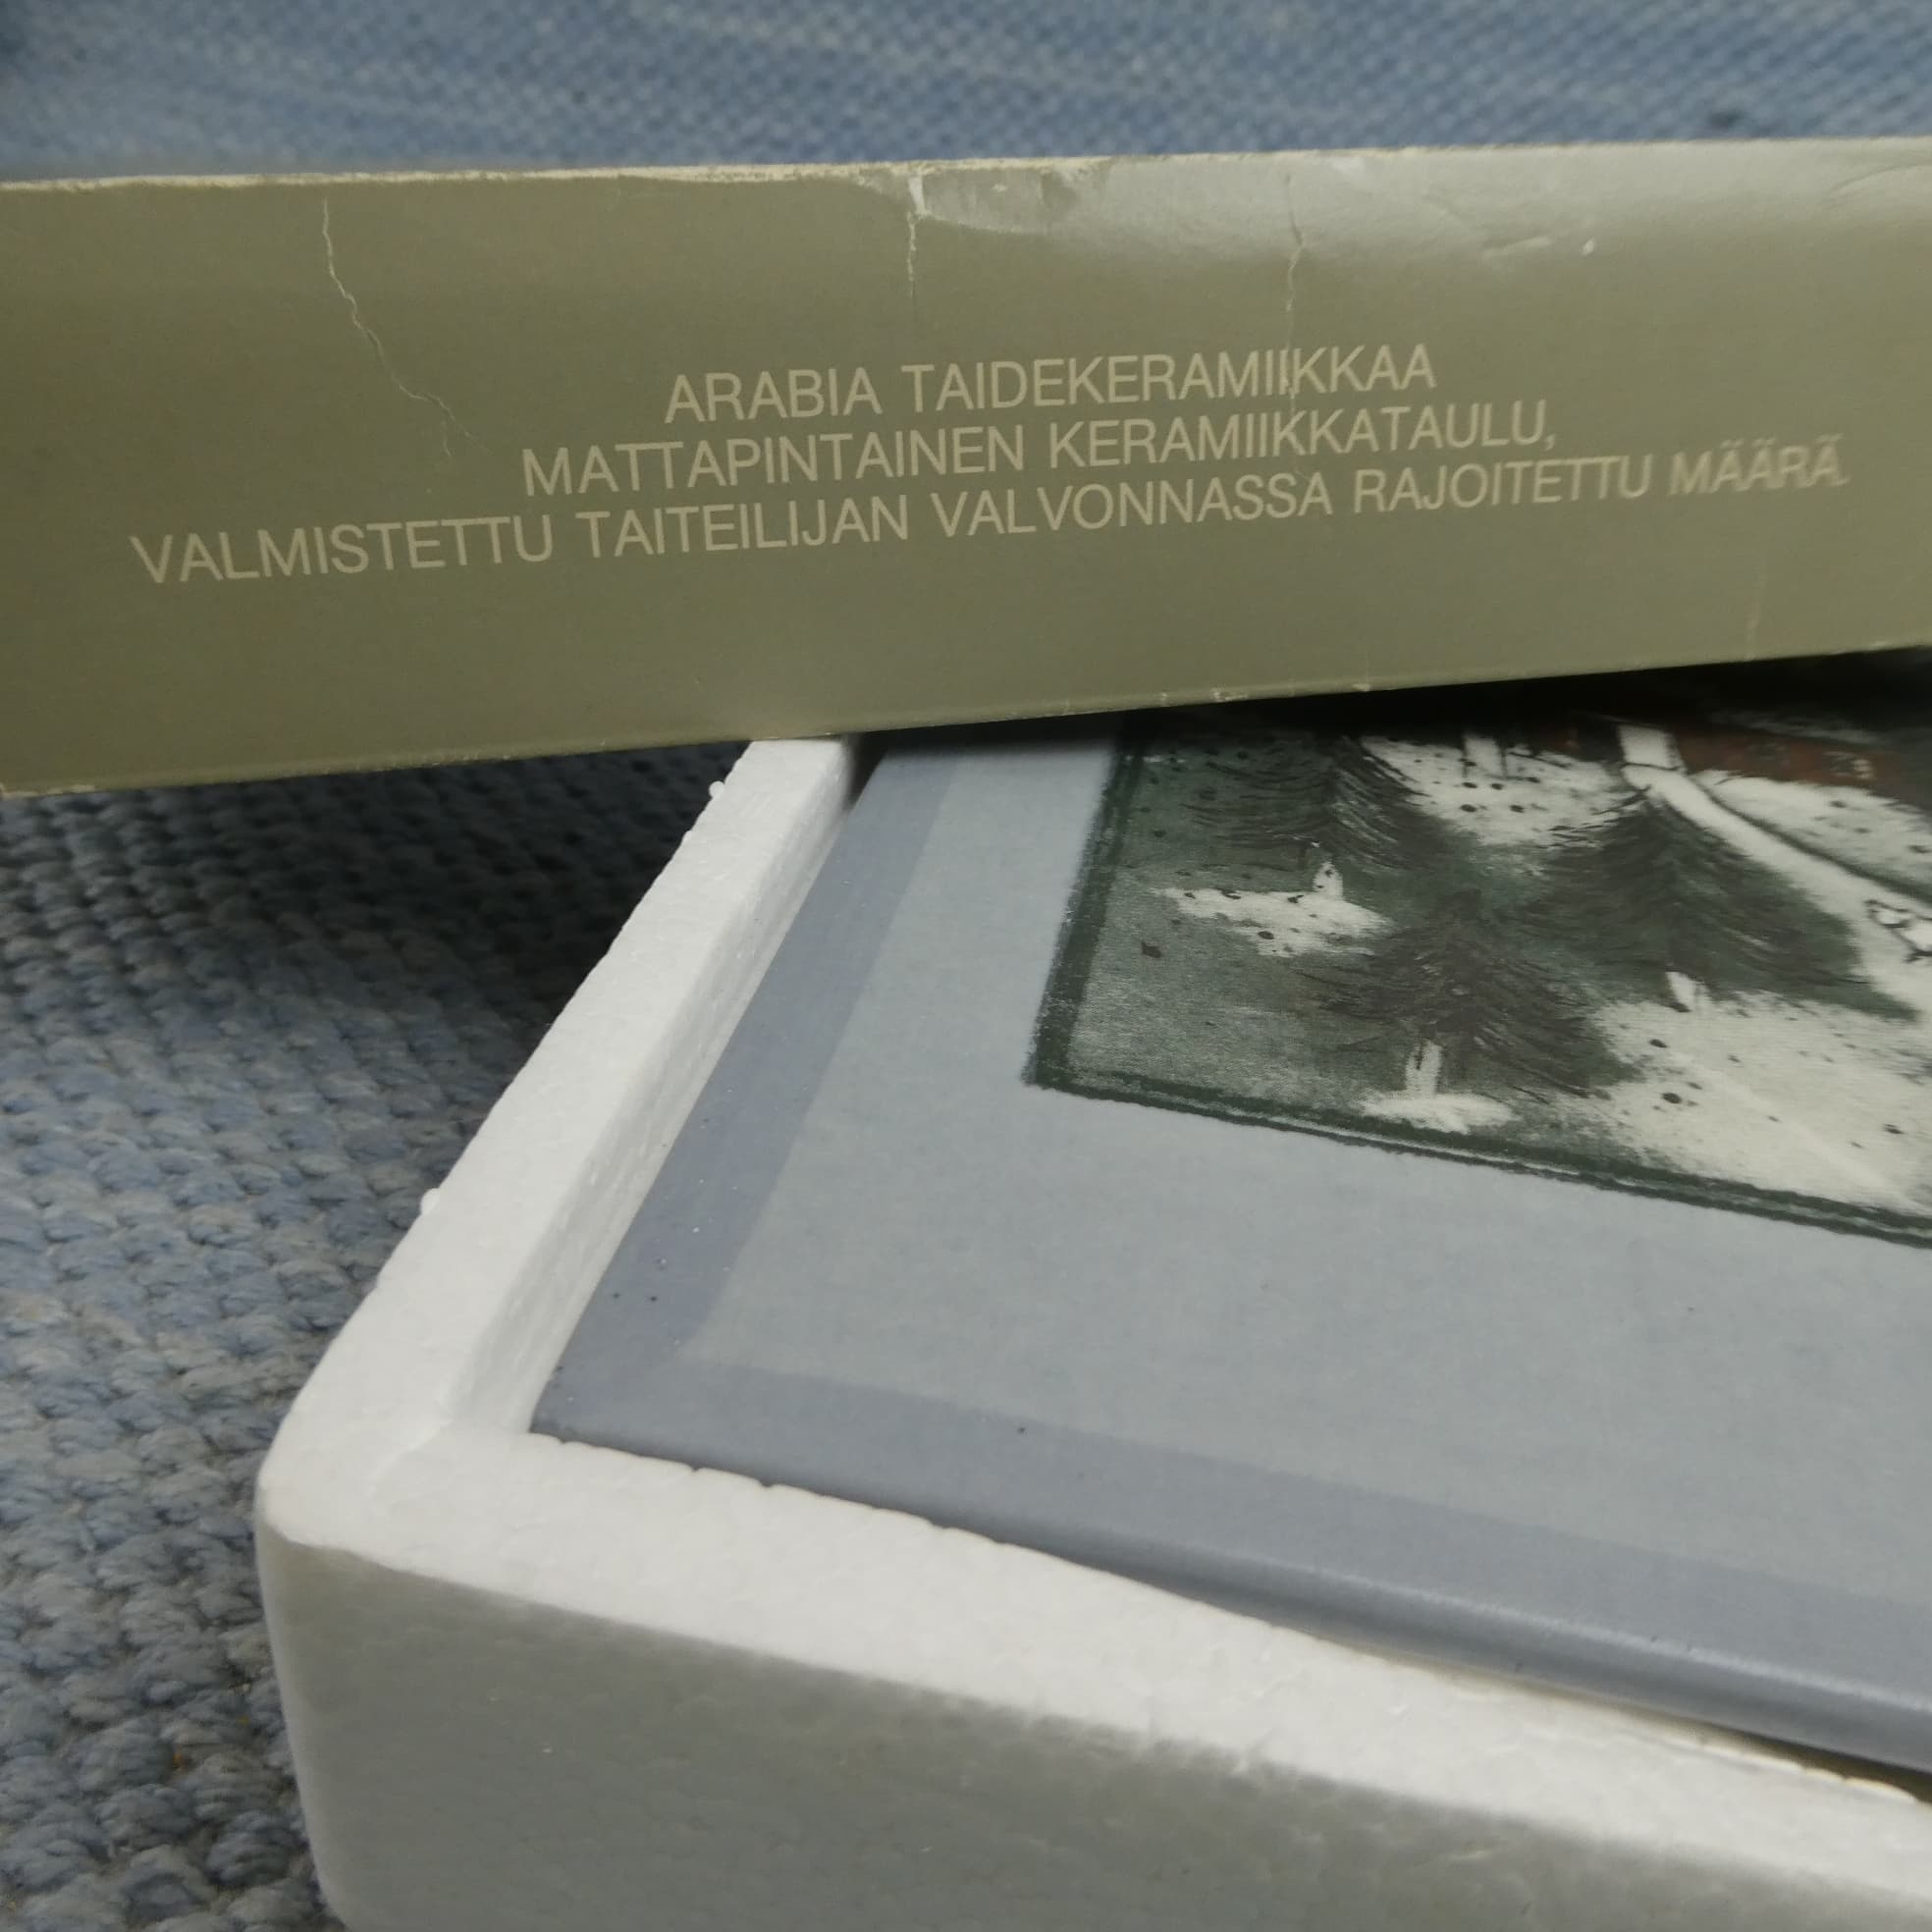 ARABIA TAIDEKERAMIIKKAA
MATTAPINTAINEN KERAMIIKKATAULU,
VALMISTETTU TAITEILIJAN VALVONNASSA RAJOITETTU MÄÄRÄ.